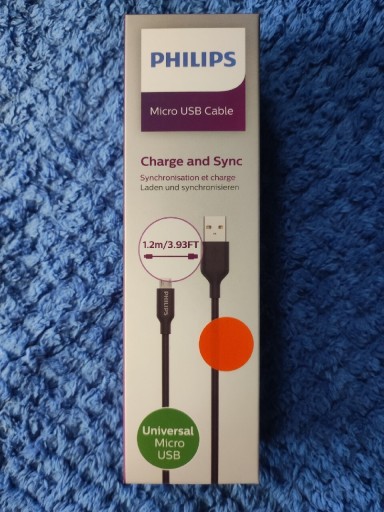 PHILIPS
Micro USB Cable
Charge and Sync
Synchronisation et charge
Laden und synchronisieren
1.2m/3.93FT
PHILIPS
Universal
Micro
USB